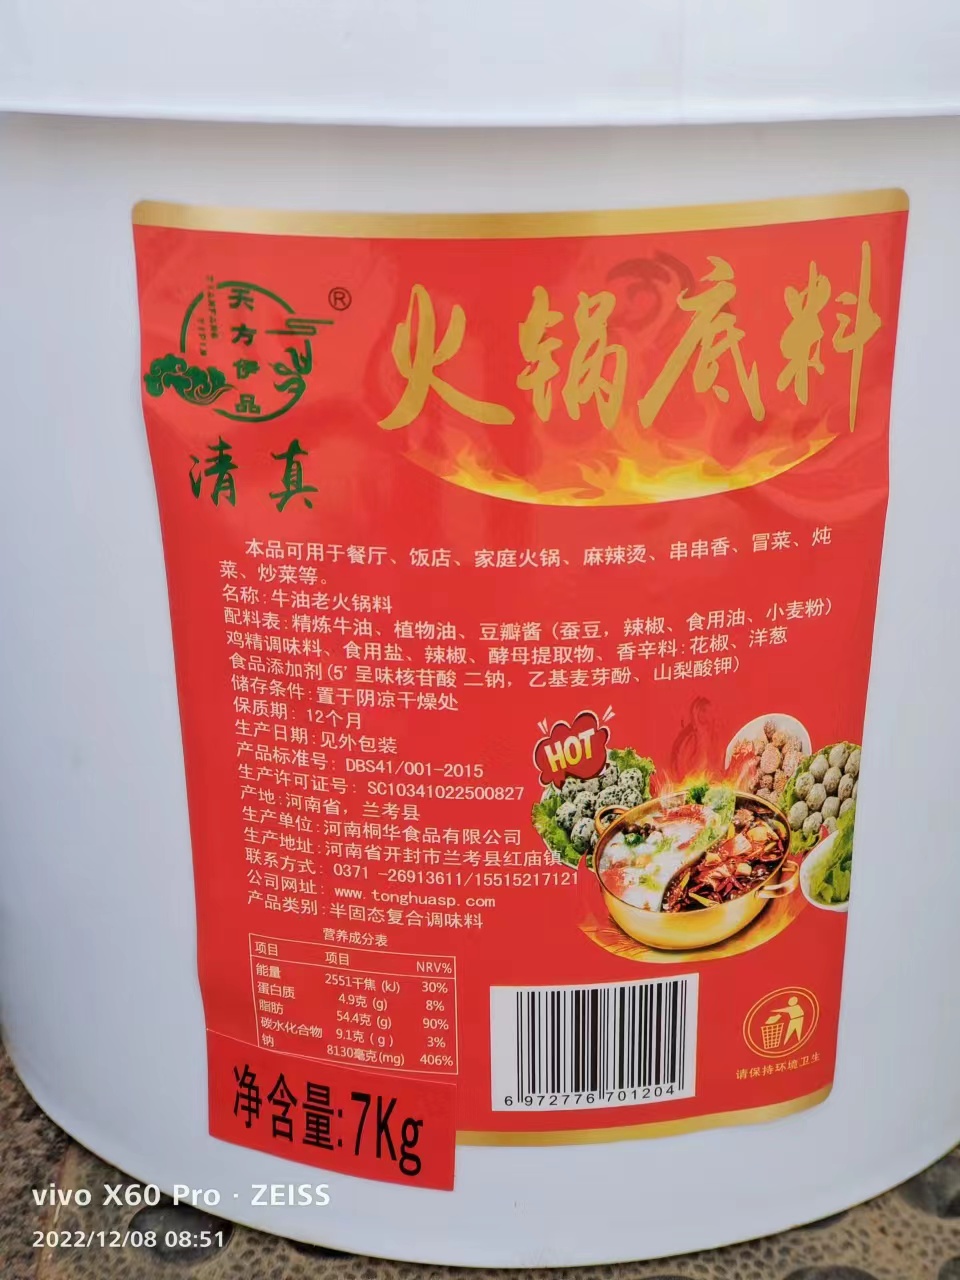 天方伊品
TIANFANG YIPIN
®
清真
火锅底料
本品可用于餐厅、饭店、家庭火锅、麻辣烫、串串香、冒菜、炖
菜、炒菜等。
名称:牛油老火锅料
配料表:精炼牛油、植物油、豆瓣酱（蚕豆，辣椒、食用油、小麦粉）
鸡精调味料、食用盐、辣椒、酵母提取物、香辛料:花椒、洋葱
食品添加剂(5' 呈味核苷酸 二钠，乙基麦芽酚、山梨酸钾)
储存条件:置于阴凉干燥处
保质期: 12个月
生产日期:见外包装
产品标准号: DBS41/001-2015
生产许可证号: SC10341022500827
产地:河南省，兰考县
生产单位:河南桐华食品有限公司
生产地址:河南省开封市兰考县红庙镇
联系方式: 0371 -26913611/15515217121
公司网址: www.tonghuasp.com
产品类别:半固态复合调味料
HOT
营养成分表
项目 项目 NRV%
能量 2551千焦 (kJ) 30%
蛋白质 4.9克 (g) 8%
脂肪 54.4克 (g) 90%
碳水化合物 9.1克 ( g ) 3%
钠 8130毫克(mg) 406%
净含量:7Kg
6 972776 701204
请保持环境卫生
vivo X60 Pro · ZEISS
2022/12/08 08:51